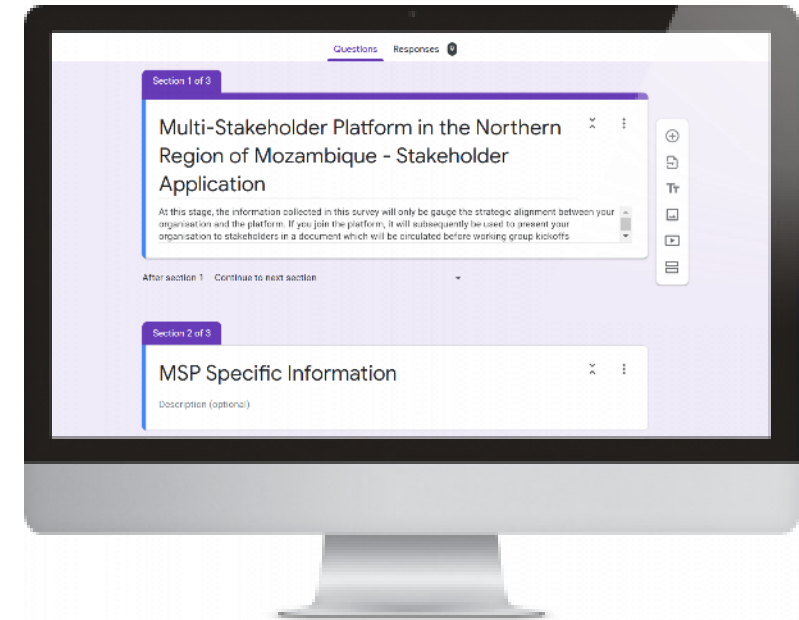 Questions Responses
Section 1 of 3
Multi-Stakeholder Platform in the Northern
Region of Mozambique - Stakeholder
Application
At this stage, the information collected in this survey will only be gauge the strategic alignment between your
organisation and the platform. If you join the platform, it will subsequently be used to present your
organisation to stakeholders in a document which will be circulated before working group kickoffs
After section 1 Continue to next section
Section 2 of 3
MSP Specific Information
Description (optional)
Tт